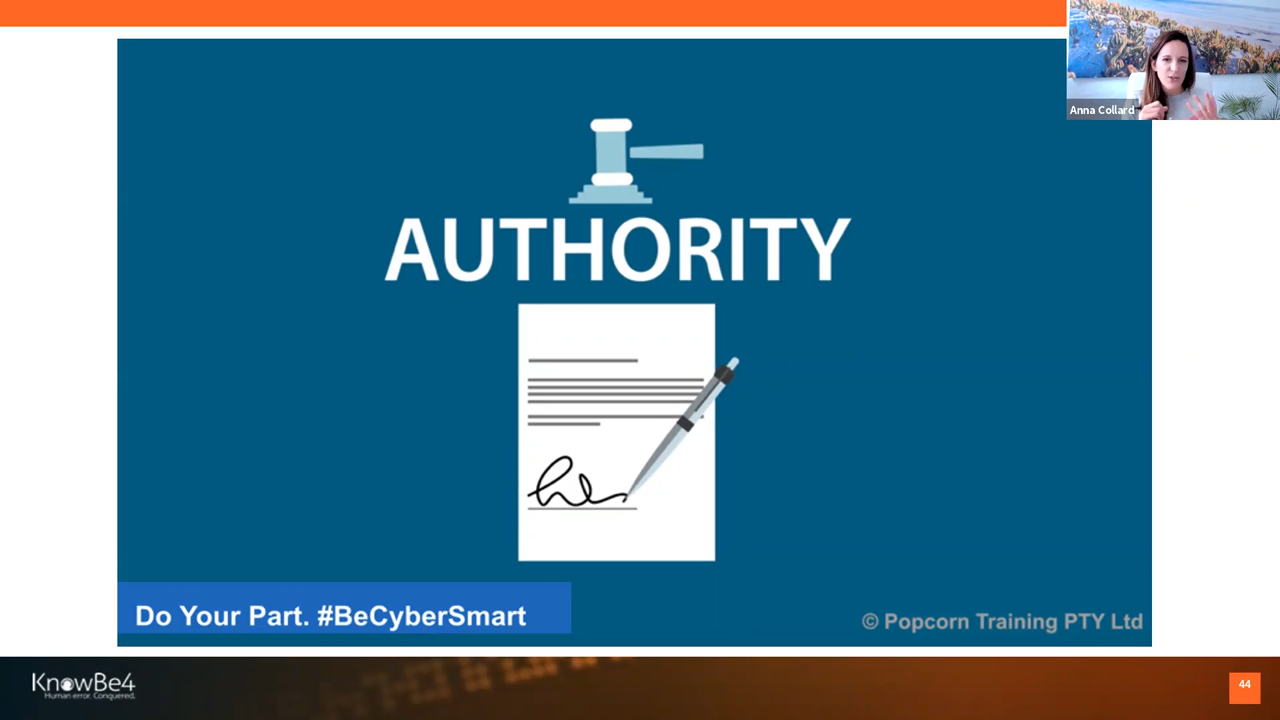 Anna Collard
AUTHORITY
Do Your Part. #BeCyberSmart
© Popcorn Training PTY Ltd
KnowBe4
Human error. Conquered.
44